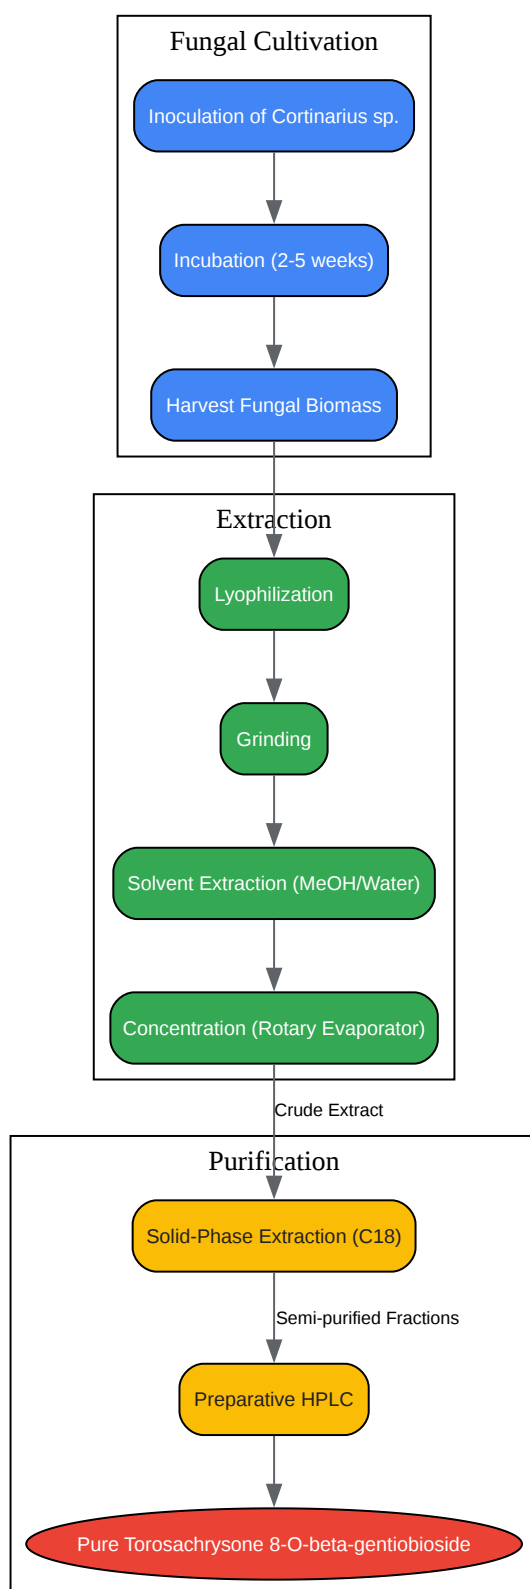 Fungal Cultivation
Inoculation of Cortinarius sp.
Incubation (2-5 weeks)
Harvest Fungal Biomass
Extraction
Lyophilization
Grinding
Solvent Extraction (MeOH/Water)
Concentration (Rotary Evaporator)
Crude Extract
Purification
Solid-Phase Extraction (C18)
Semi-purified Fractions
Preparative HPLC
Pure Torosachrysone 8-O-beta-gentiobioside